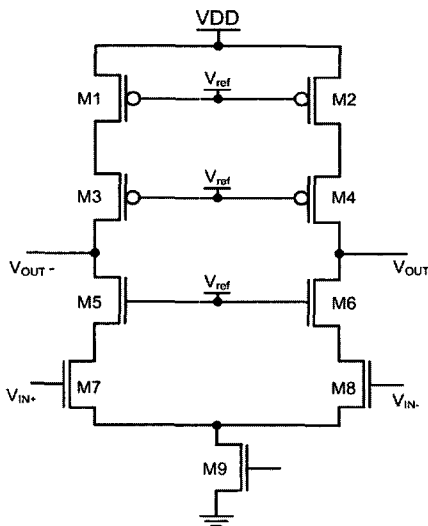 VDD
M1
Vref
M2
M3
Vref
M4
VOUT -
VOUT
M5
Vref
M6
VIN+
M7
M8
VIN-
M9